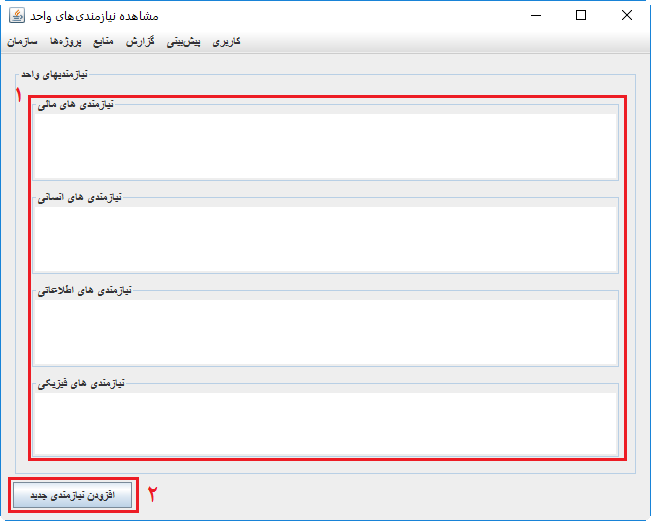 مشاهده نیازمندی‌های واحد
سازمان پروژه‌ها منابع گزارش پیش‌بینی کاربری
نیازمندیهای واحد
۱
نیازمندی های مالی
نیازمندی های انسانی
نیازمندی های اطلاعاتی
نیازمندی های فیزیکی
افزودن نیازمندی جدید
۲